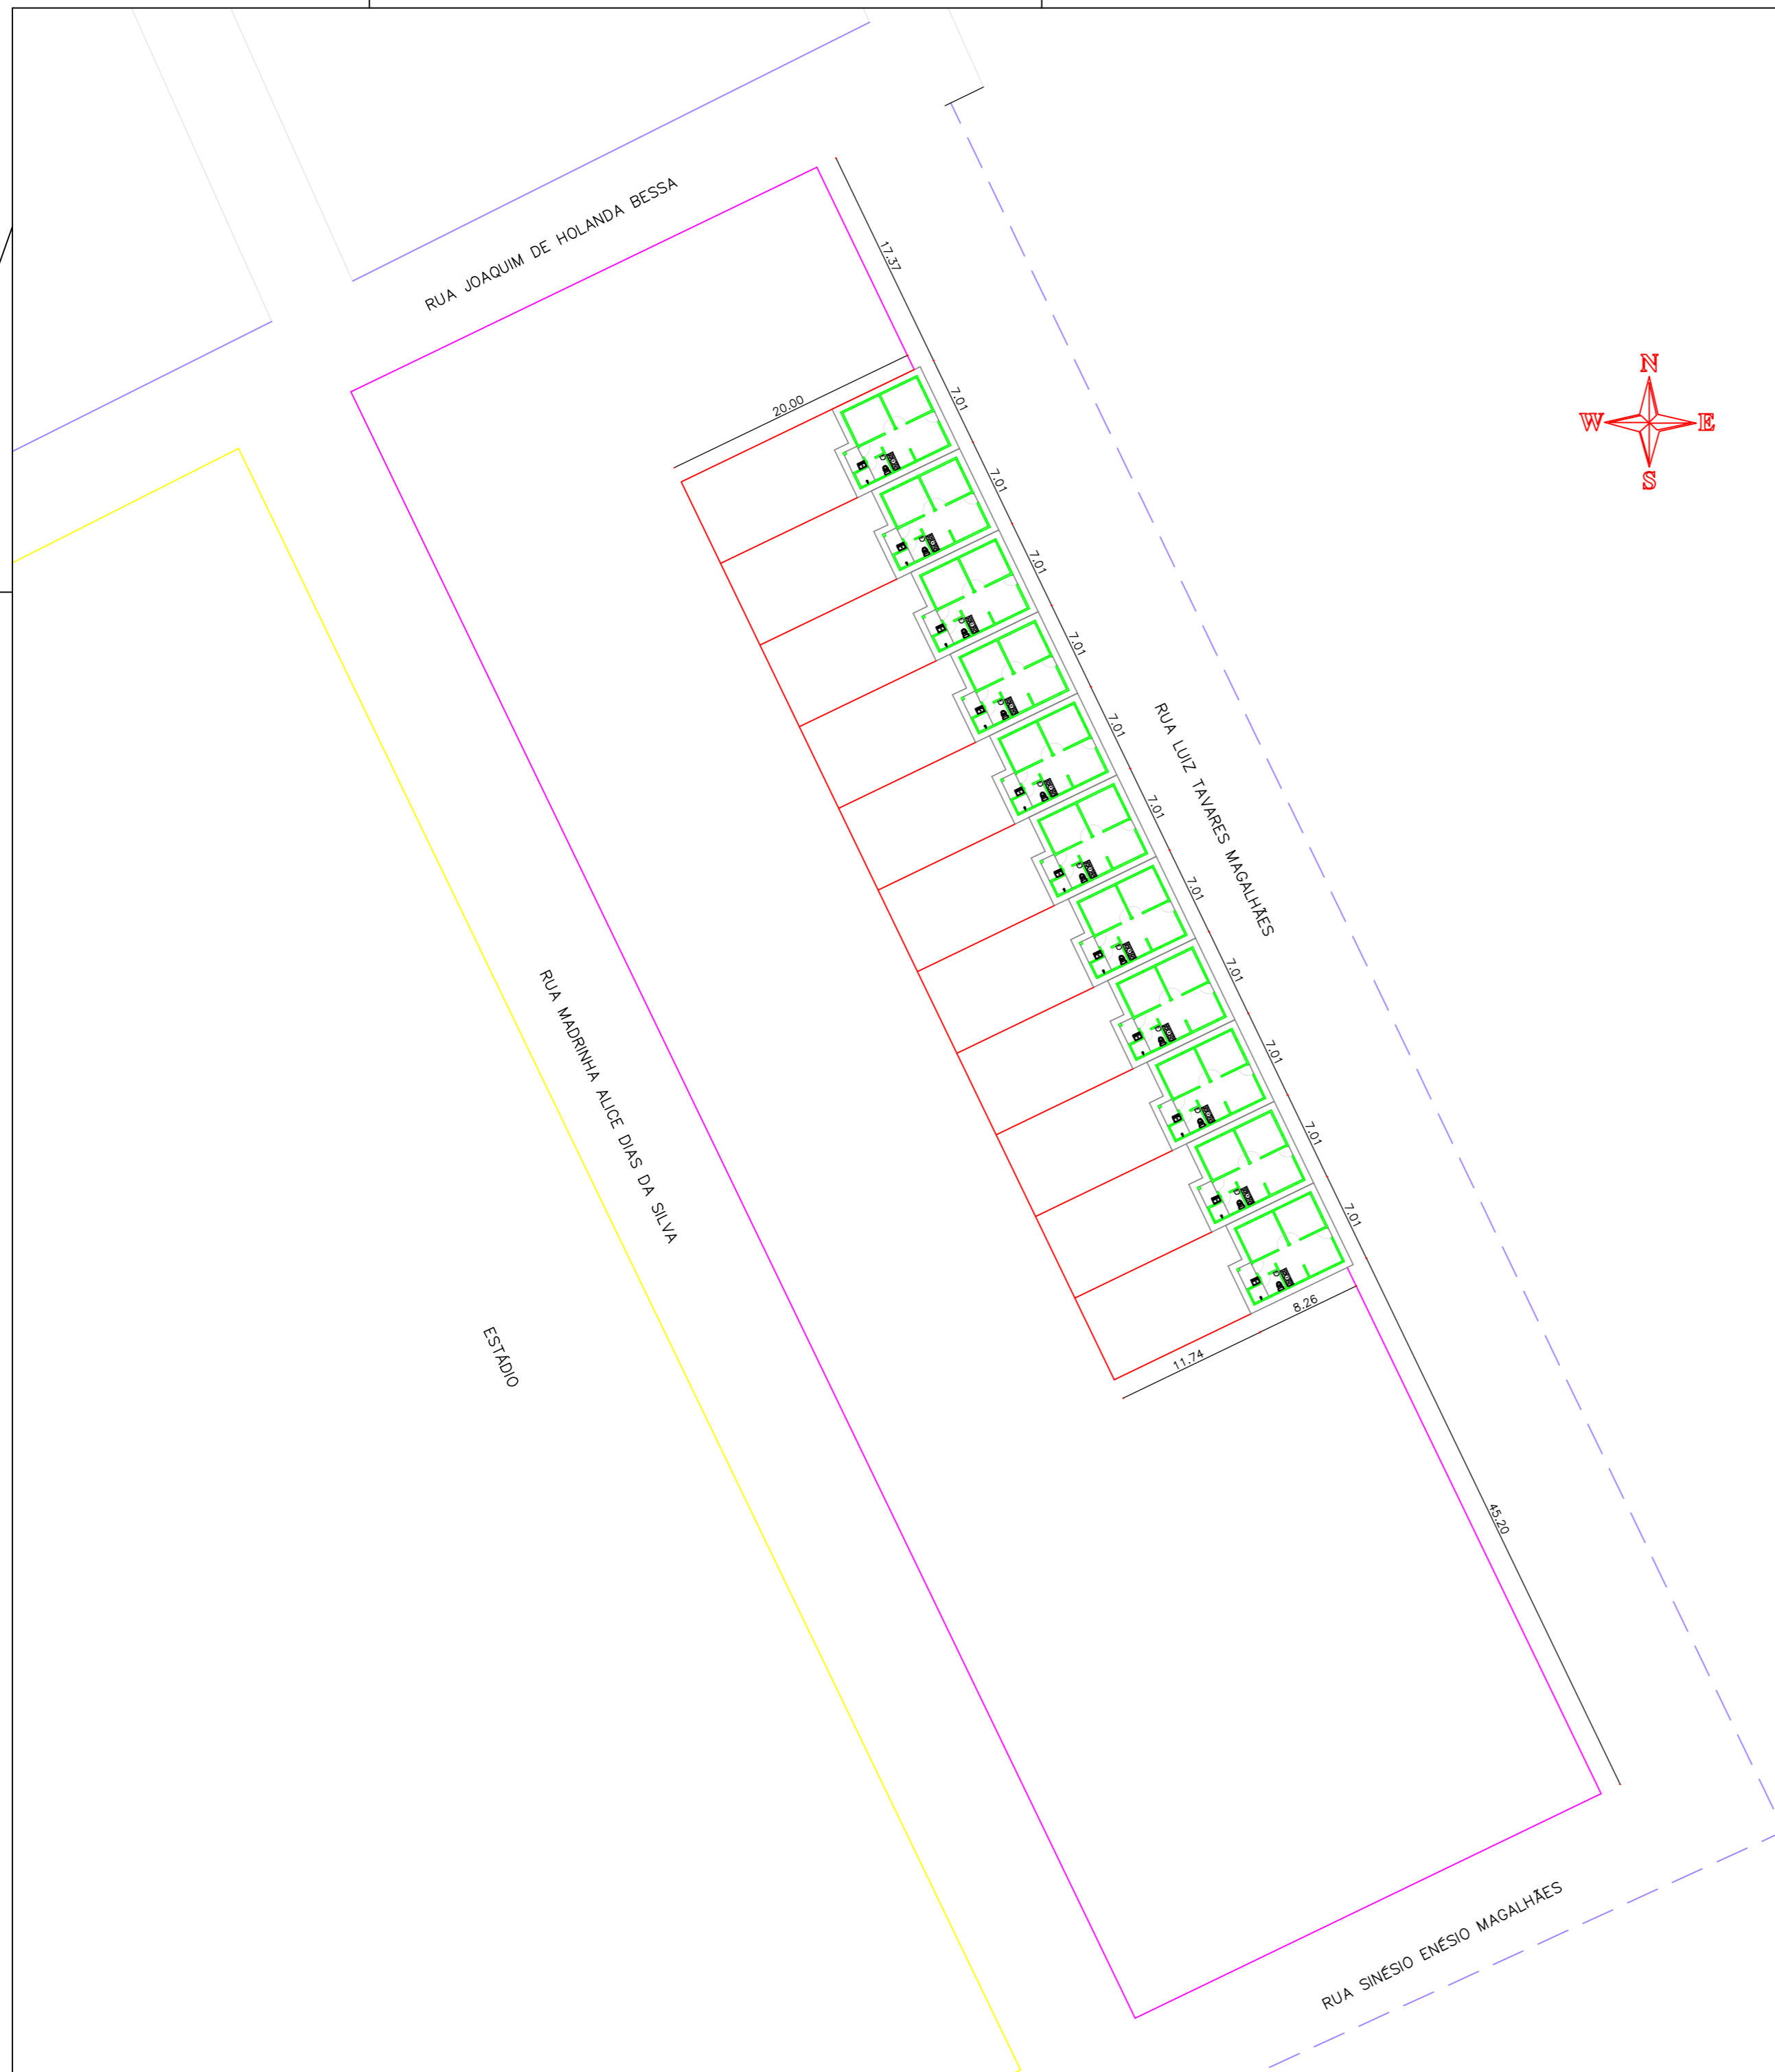 RUA JOAQUIM DE HOLANDA BESSA
17.37
20.00
7.01
7.01
7.01
7.01
7.01
7.01
7.01
7.01
7.01
7.01
7.01
N
W E
S
RUA LUIZ TAVARES MAGALHÃES
RUA MADRINHA ALICE DIAS DA SILVA
ESTÁDIO
8.26
11.74
45.20
RUA SINÉSIO ENÉSIO MAGALHÃES